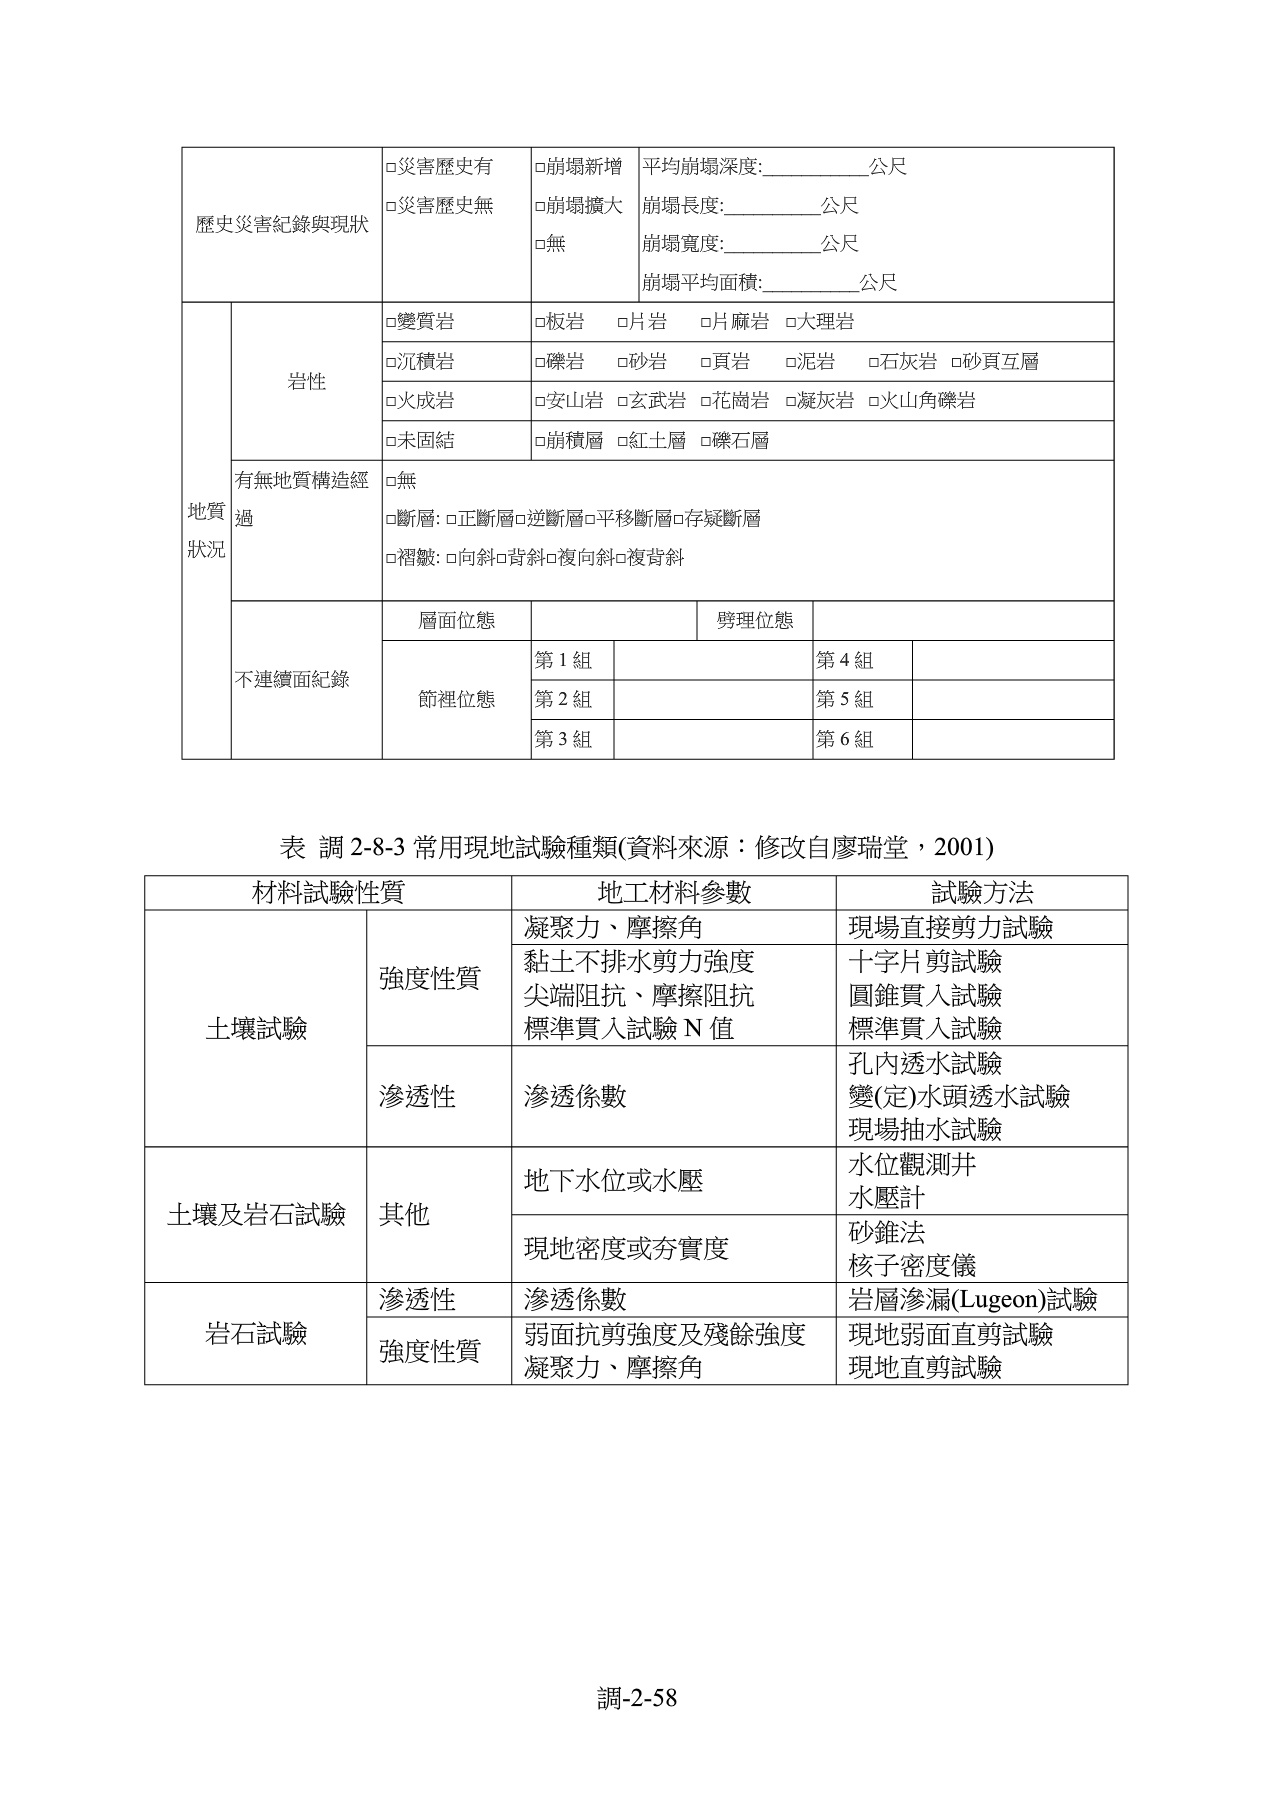 歷史災害紀錄與現狀
□災害歷史有
□災害歷史無
□崩塌新增
□崩塌擴大
□無
平均崩塌深度:___________公尺
崩塌長度:__________公尺
崩塌寬度:__________公尺
崩塌平均面積:__________公尺
地質
狀況
岩性
□變質岩
□板岩 □片岩 □片麻岩 □大理岩
□沉積岩
□礫岩 □砂岩 □頁岩 □泥岩 □石灰岩 □砂頁互層
□火成岩
□安山岩 □玄武岩 □花崗岩 □凝灰岩 □火山角礫岩
□未固結
□崩積層 □紅土層 □礫石層
有無地質構造經
過
□無
□斷層: □正斷層□逆斷層□平移斷層□存疑斷層
□褶皺: □向斜□背斜□複向斜□複背斜
不連續面紀錄
層面位態
劈理位態
節裡位態
第 1 組
第 4 組
第 2 組
第 5 組
第 3 組
第 6 組
表 調 2-8-3 常用現地試驗種類(資料來源：修改自廖瑞堂，2001)
材料試驗性質
地工材料參數
試驗方法
土壤試驗
強度性質
凝聚力、摩擦角
現場直接剪力試驗
黏土不排水剪力強度
尖端阻抗、摩擦阻抗
標準貫入試驗 N 值
十字片剪試驗
圓錐貫入試驗
標準貫入試驗
滲透性
滲透係數
孔內透水試驗
變(定)水頭透水試驗
現場抽水試驗
土壤及岩石試驗
其他
地下水位或水壓
水位觀測井
水壓計
現地密度或夯實度
砂錐法
核子密度儀
岩石試驗
滲透性
滲透係數
岩層滲漏(Lugeon)試驗
強度性質
弱面抗剪強度及殘餘強度
凝聚力、摩擦角
現地弱面直剪試驗
現地直剪試驗
調-2-58